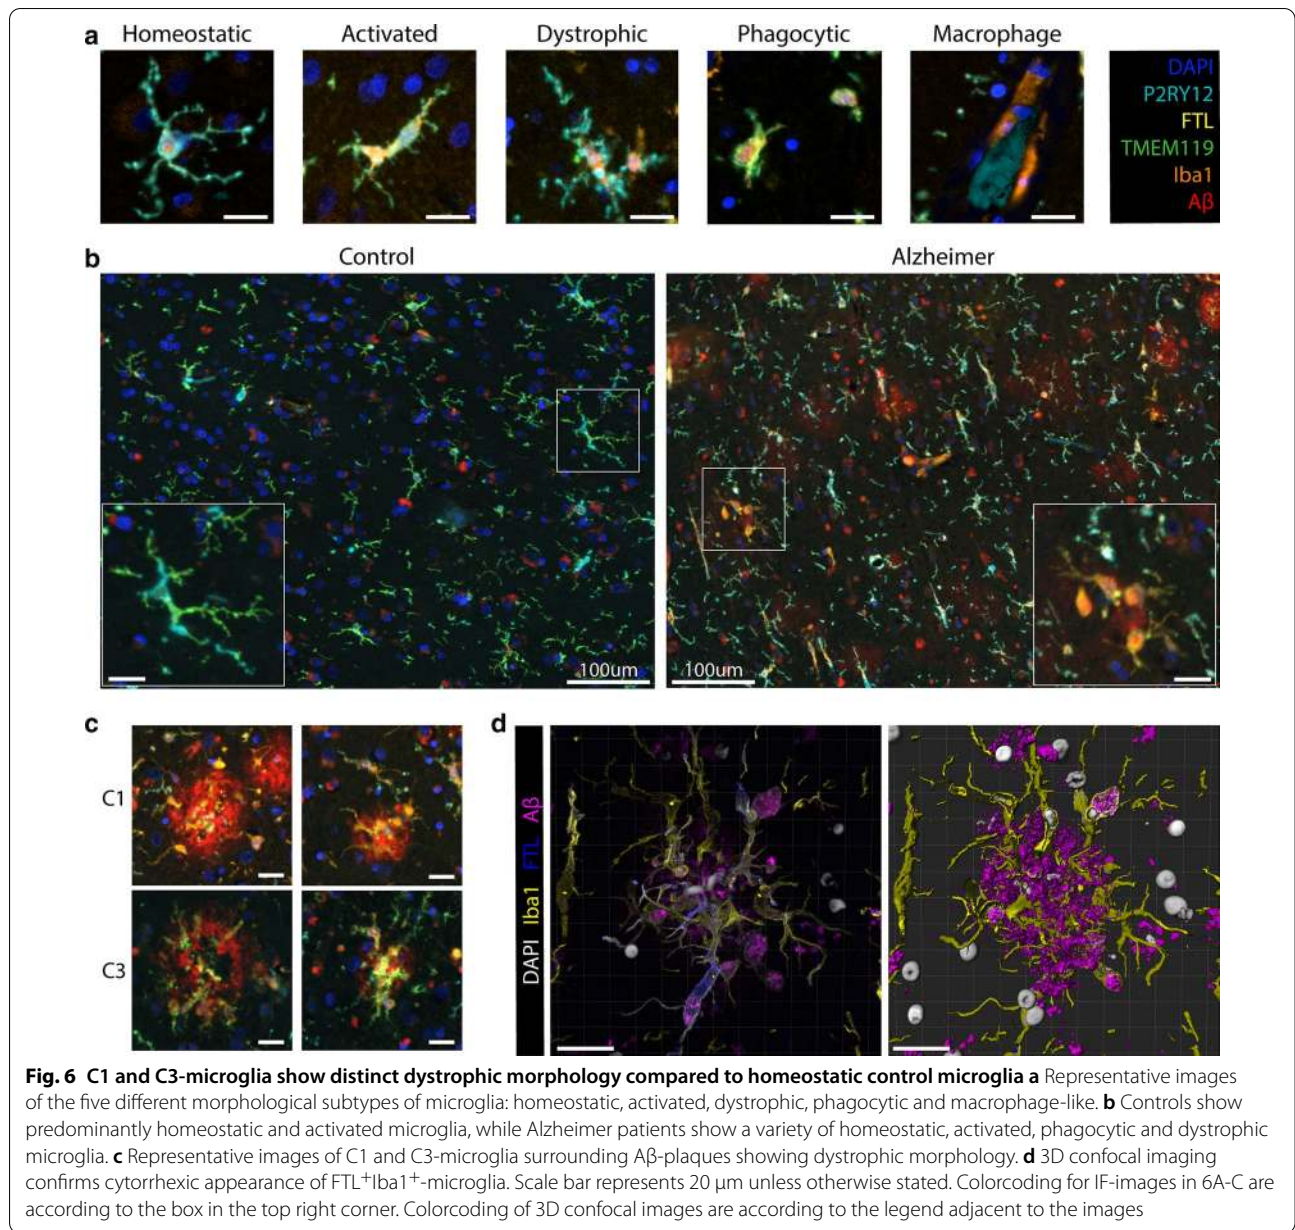 a
Homeostatic
Activated
Dystrophic
Phagocytic
Macrophage
DAPI
P2RY12
FTL
TMEM119
Iba1
Aβ
b
Control
Alzheimer
100um
100um
c
C1
C3
d
DAPI Iba1 FTL Aβ
Fig. 6 C1 and C3-microglia show distinct dystrophic morphology compared to homeostatic control microglia a Representative images
of the five different morphological subtypes of microglia: homeostatic, activated, dystrophic, phagocytic and macrophage-like. b Controls show
predominantly homeostatic and activated microglia, while Alzheimer patients show a variety of homeostatic, activated, phagocytic and dystrophic
microglia. c Representative images of C1 and C3-microglia surrounding Aβ-plaques showing dystrophic morphology. d 3D confocal imaging
confirms cytorrhexic appearance of FTL⁺Iba1⁺-microglia. Scale bar represents 20 µm unless otherwise stated. Colorcoding for IF-images in 6A-C are
according to the box in the top right corner. Colorcoding of 3D confocal images are according to the legend adjacent to the images